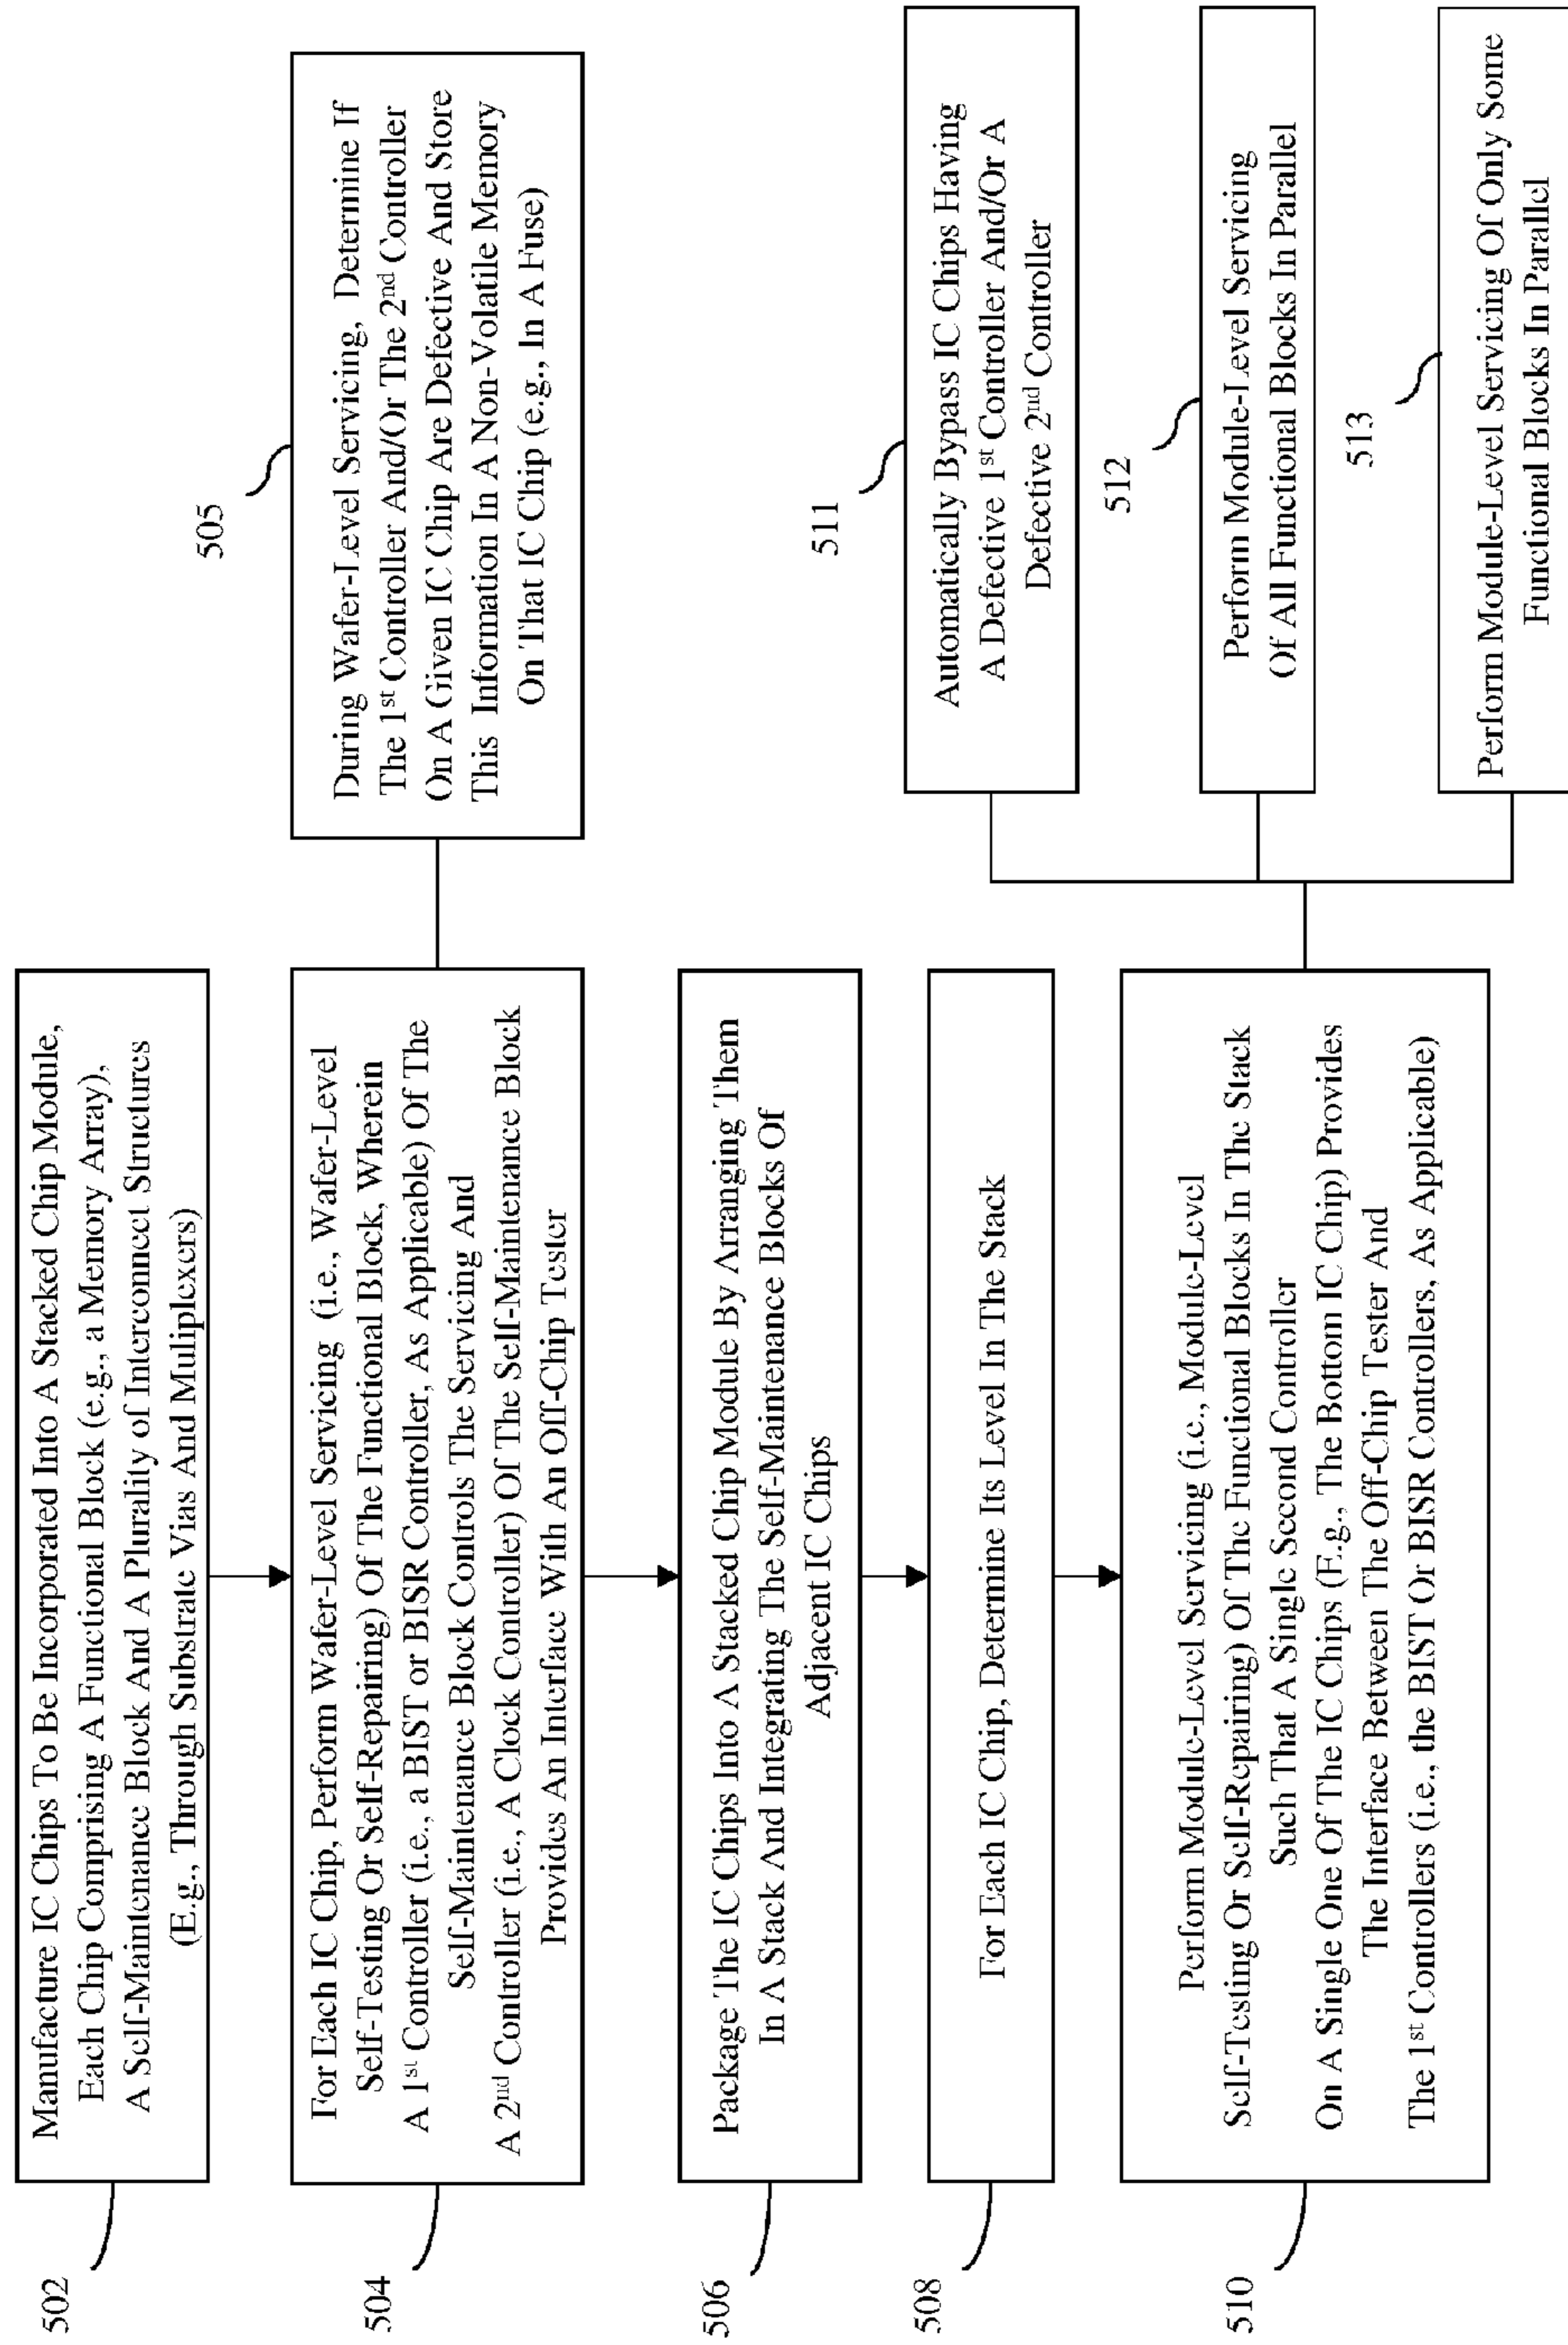 502
Manufacture IC Chips To Be Incorporated Into A Stacked Chip Module,
Each Chip Comprising A Functional Block (e.g., a Memory Array),
A Self-Maintenance Block And A Plurality of Interconnect Structures
(E.g., Through Substrate Vias And Muliplexers)
504
For Each IC Chip, Perform Wafer-Level Servicing (i.e., Wafer-Level
Self-Testing Or Self-Repairing) Of The Functional Block, Wherein
A 1st Controller (i.e., a BIST or BISR Controller, As Applicable) Of The
Self-Maintenance Block Controls The Servicing And
A 2nd Controller (i.e., A Clock Controller) Of The Self-Maintenance Block
Provides An Interface With An Off-Chip Tester
505
During Wafer-Level Servicing, Determine If
The 1st Controller And/Or The 2nd Controller
On A Given IC Chip Are Defective And Store
This Information In A Non-Volatile Memory
On That IC Chip (e.g., In A Fuse)
506
Package The IC Chips Into A Stacked Chip Module By Arranging Them
In A Stack And Integrating The Self-Maintenance Blocks Of
Adjacent IC Chips
508
For Each IC Chip, Determine Its Level In The Stack
510
Perform Module-Level Servicing (i.e., Module-Level
Self-Testing Or Self-Repairing) Of The Functional Blocks In The Stack
Such That A Single Second Controller
On A Single One Of The IC Chips (E.g., The Bottom IC Chip) Provides
The Interface Between The Off-Chip Tester And
The 1st Controllers (i.e., the BIST Or BISR Controllers, As Applicable)
511
Automatically Bypass IC Chips Having
A Defective 1st Controller And/Or A
Defective 2nd Controller
512
Perform Module-Level Servicing
Of All Functional Blocks In Parallel
513
Perform Module-Level Servicing Of Only Some
Functional Blocks In Parallel